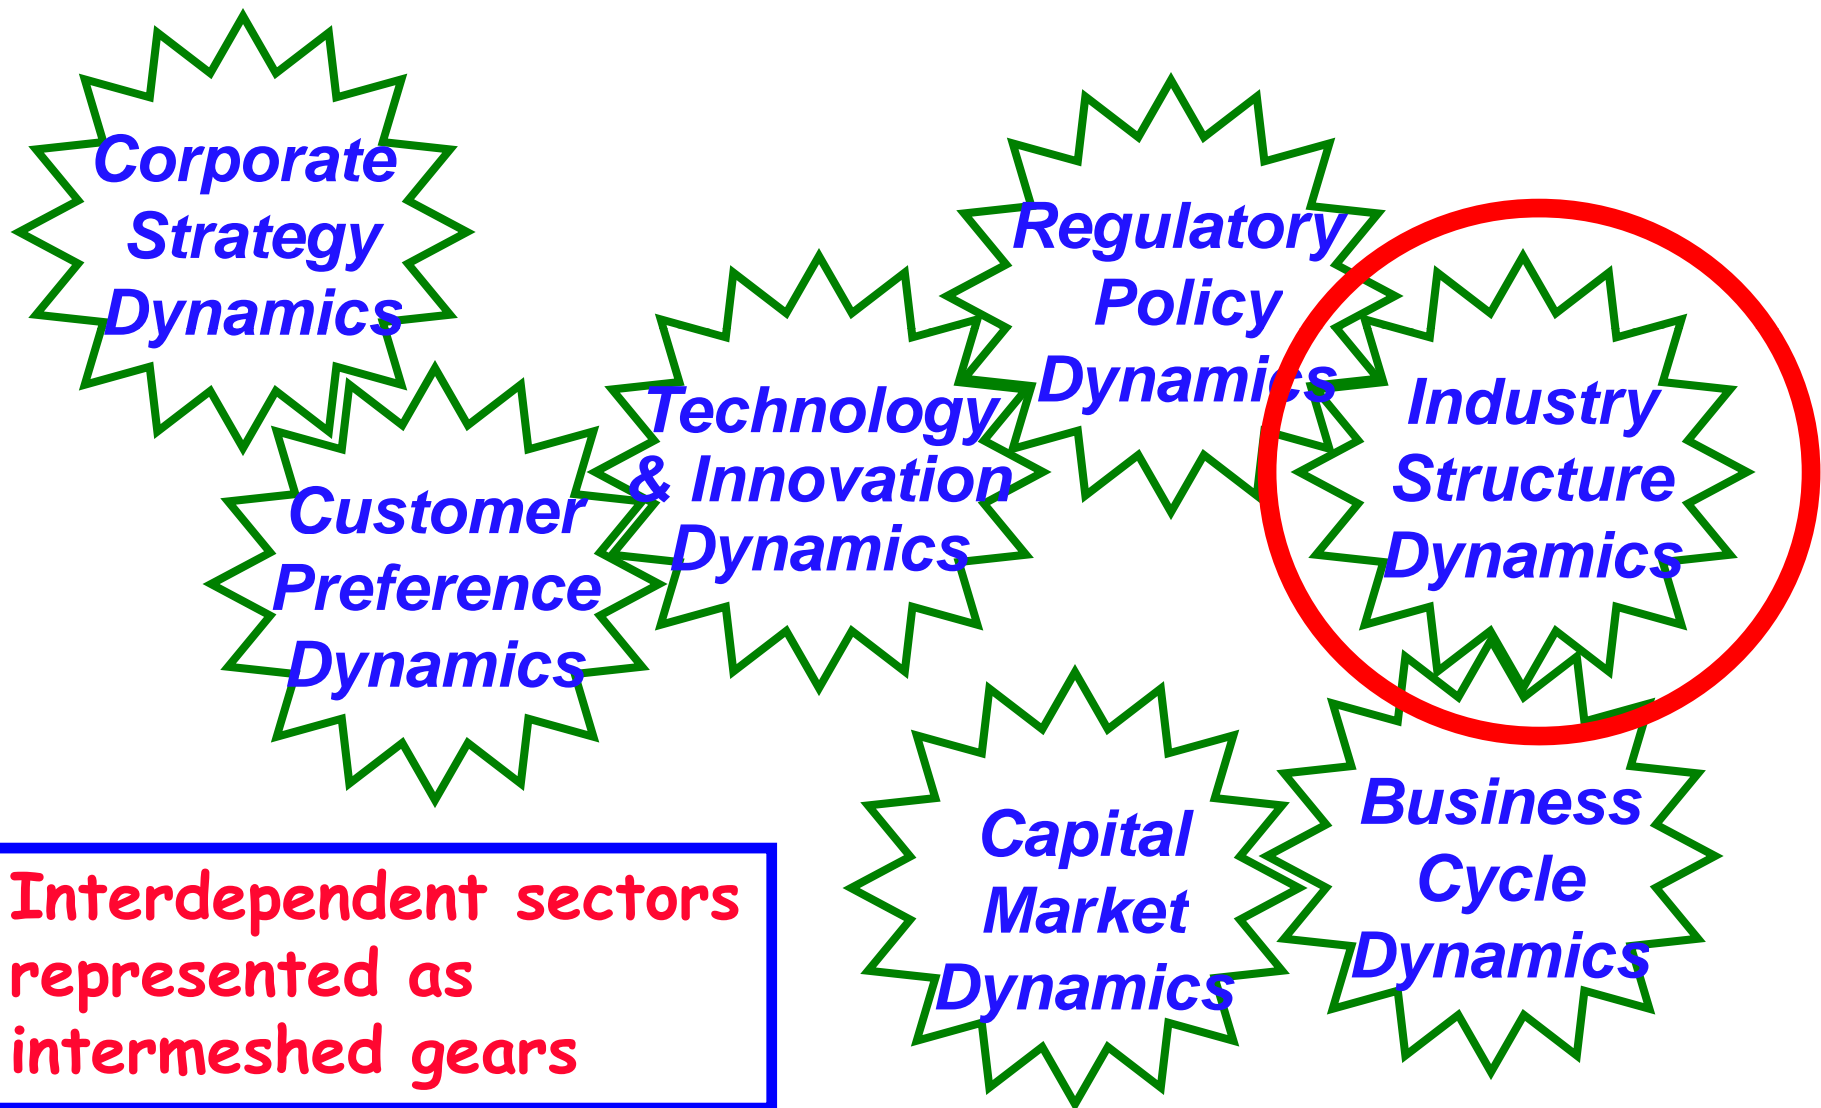 Corporate
Strategy
Dynamics
Customer
Preference
Dynamics
Technology
& Innovation
Dynamics
Regulatory
Policy
Dynamics
Industry
Structure
Dynamics
Capital
Market
Dynamics
Business
Cycle
Dynamics
Interdependent sectors
represented as
intermeshed gears